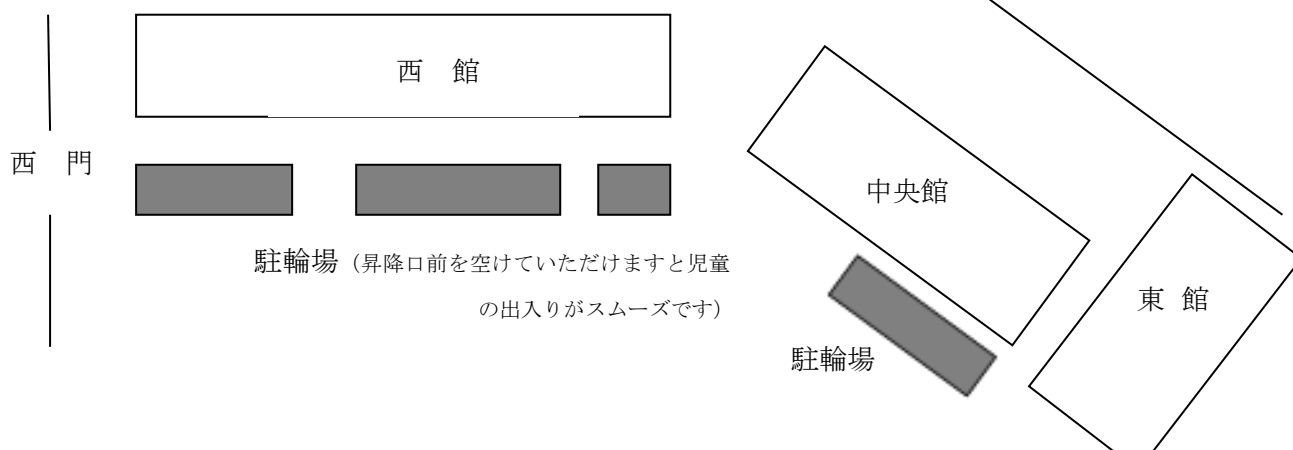 西　館
西　門
駐輪場（昇降口前を空けていただけますと児童
の出入りがスムーズです）
中央館
東 館
駐輪場